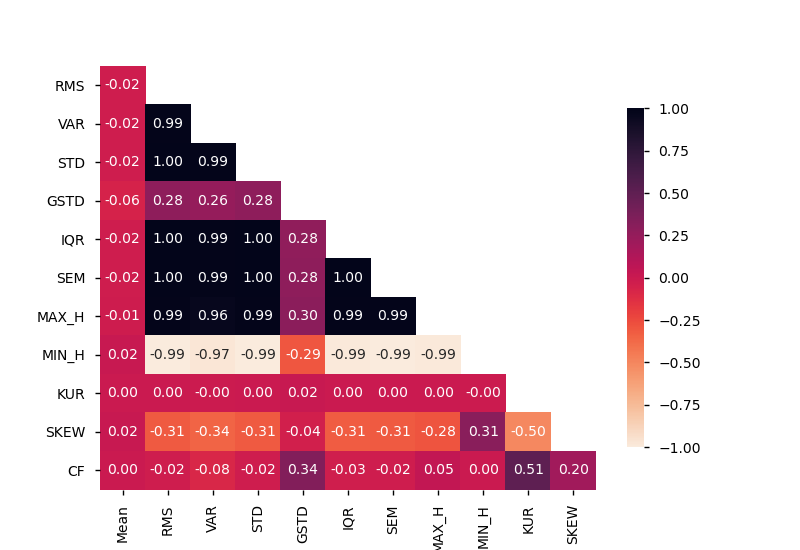 RMS -0.02
VAR -0.02 0.99
STD -0.02 1.00 0.99
GSTD -0.06 0.28 0.26 0.28
IQR -0.02 1.00 0.99 1.00 0.28
SEM -0.02 1.00 0.99 1.00 0.28 1.00
MAX_H -0.01 0.99 0.96 0.99 0.30 0.99 0.99
MIN_H 0.02 -0.99 -0.97 -0.99 -0.29 -0.99 -0.99 -0.99
KUR 0.00 0.00 -0.00 0.00 0.02 0.00 0.00 0.00 -0.00
SKEW 0.02 -0.31 -0.34 -0.31 -0.04 -0.31 -0.31 -0.28 0.31 -0.50
CF 0.00 -0.02 -0.08 -0.02 0.34 -0.03 -0.02 0.05 0.00 0.51 0.20
Mean RMS VAR STD GSTD IQR SEM MAX_H MIN_H KUR SKEW
1.00
0.75
0.50
0.25
0.00
−0.25
−0.50
−0.75
−1.00